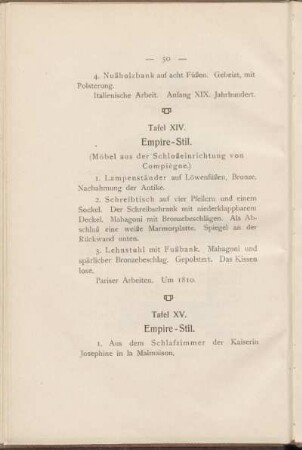 — 50 —
4. Nußholzbank auf acht Füßen. Gebeizt, mit
Polsterung.
Italienische Arbeit. Anfang XIX. Jahrhundert.
Tafel XIV.
Empire-Stil.
(Möbel aus der Schloßeinrichtung von
Compiègne.)
1. Lampenständer auf Löwenfüßen, Bronze.
Nachahmung der Antike.
2. Schreibtisch auf vier Pfeilern und einem
Sockel. Der Schreibschrank mit niederklappbarem
Deckel. Mahagoni mit Bronzebeschlägen. Als Ab-
schluß eine weiße Marmorplatte. Spiegel an der
Rückwand unten.
3. Lehnstuhl mit Fußbank. Mahagoni und
spärlicher Bronzebeschlag. Gepolstert. Das Kissen
lose.
Pariser Arbeiten. Um 1810.
Tafel XV.
Empire-Stil.
1. Aus dem Schlafzimmer der Kaiserin
Josephine in la Malmaison.